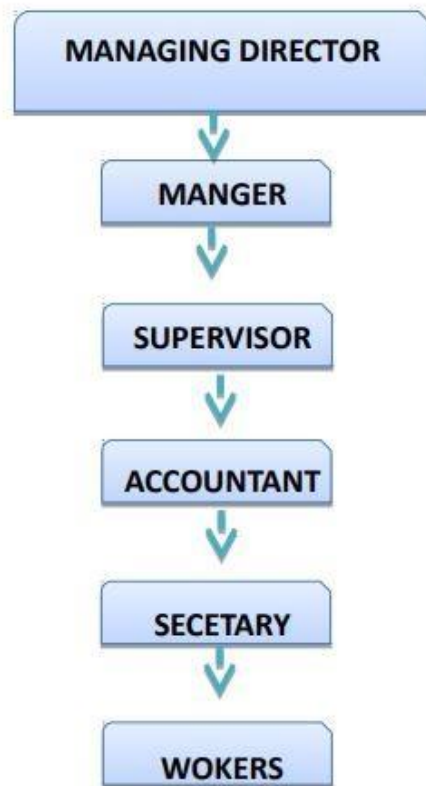 MANAGING DIRECTOR
MANGER
SUPERVISOR
ACCOUNTANT
SECETARY
WOKERS